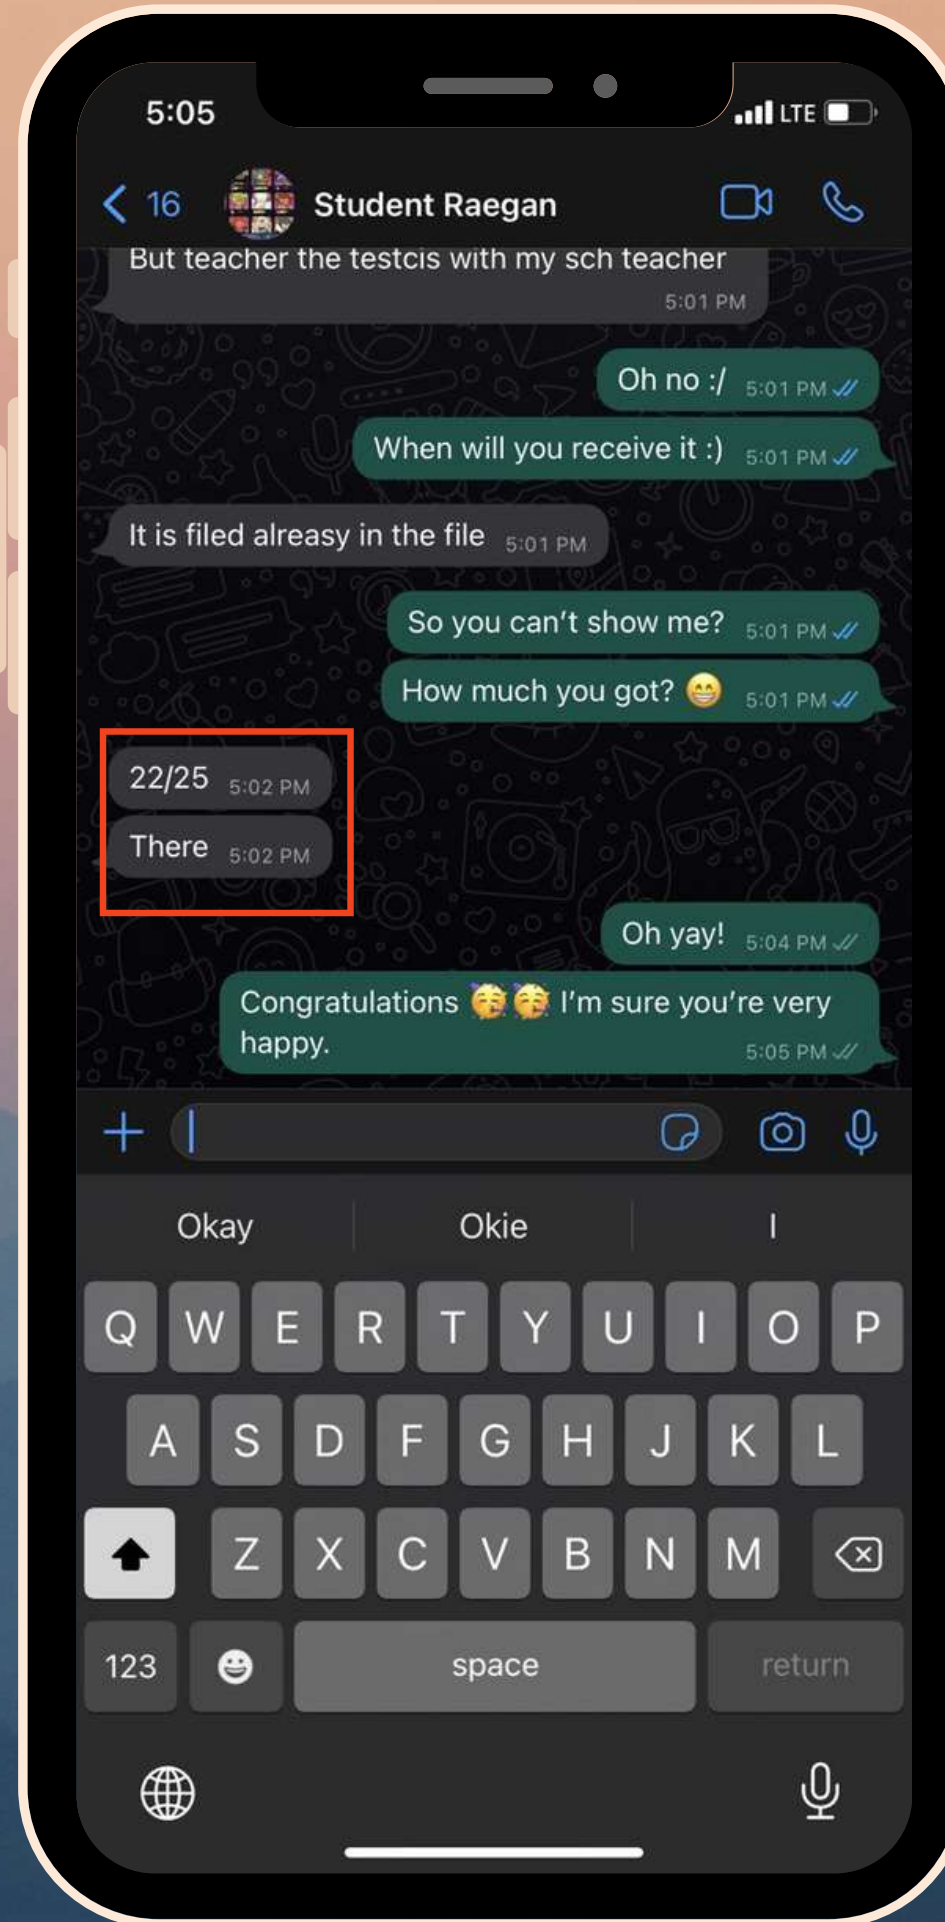 5:05
LTE
16
Student Raegan
But teacher the testcis with my sch teacher
5:01 PM
Oh no :/ 5:01 PM
When will you receive it :) 5:01 PM
It is filed alreasy in the file 5:01 PM
So you can't show me? 5:01 PM
How much you got? 😁 5:01 PM
22/25 5:02 PM
There 5:02 PM
Oh yay! 5:04 PM
Congratulations 🥳🥳 I'm sure you're very
happy. 5:05 PM
Okay Okie I
Q W E R T Y U I O P
A S D F G H J K L
Z X C V B N M
123 space return